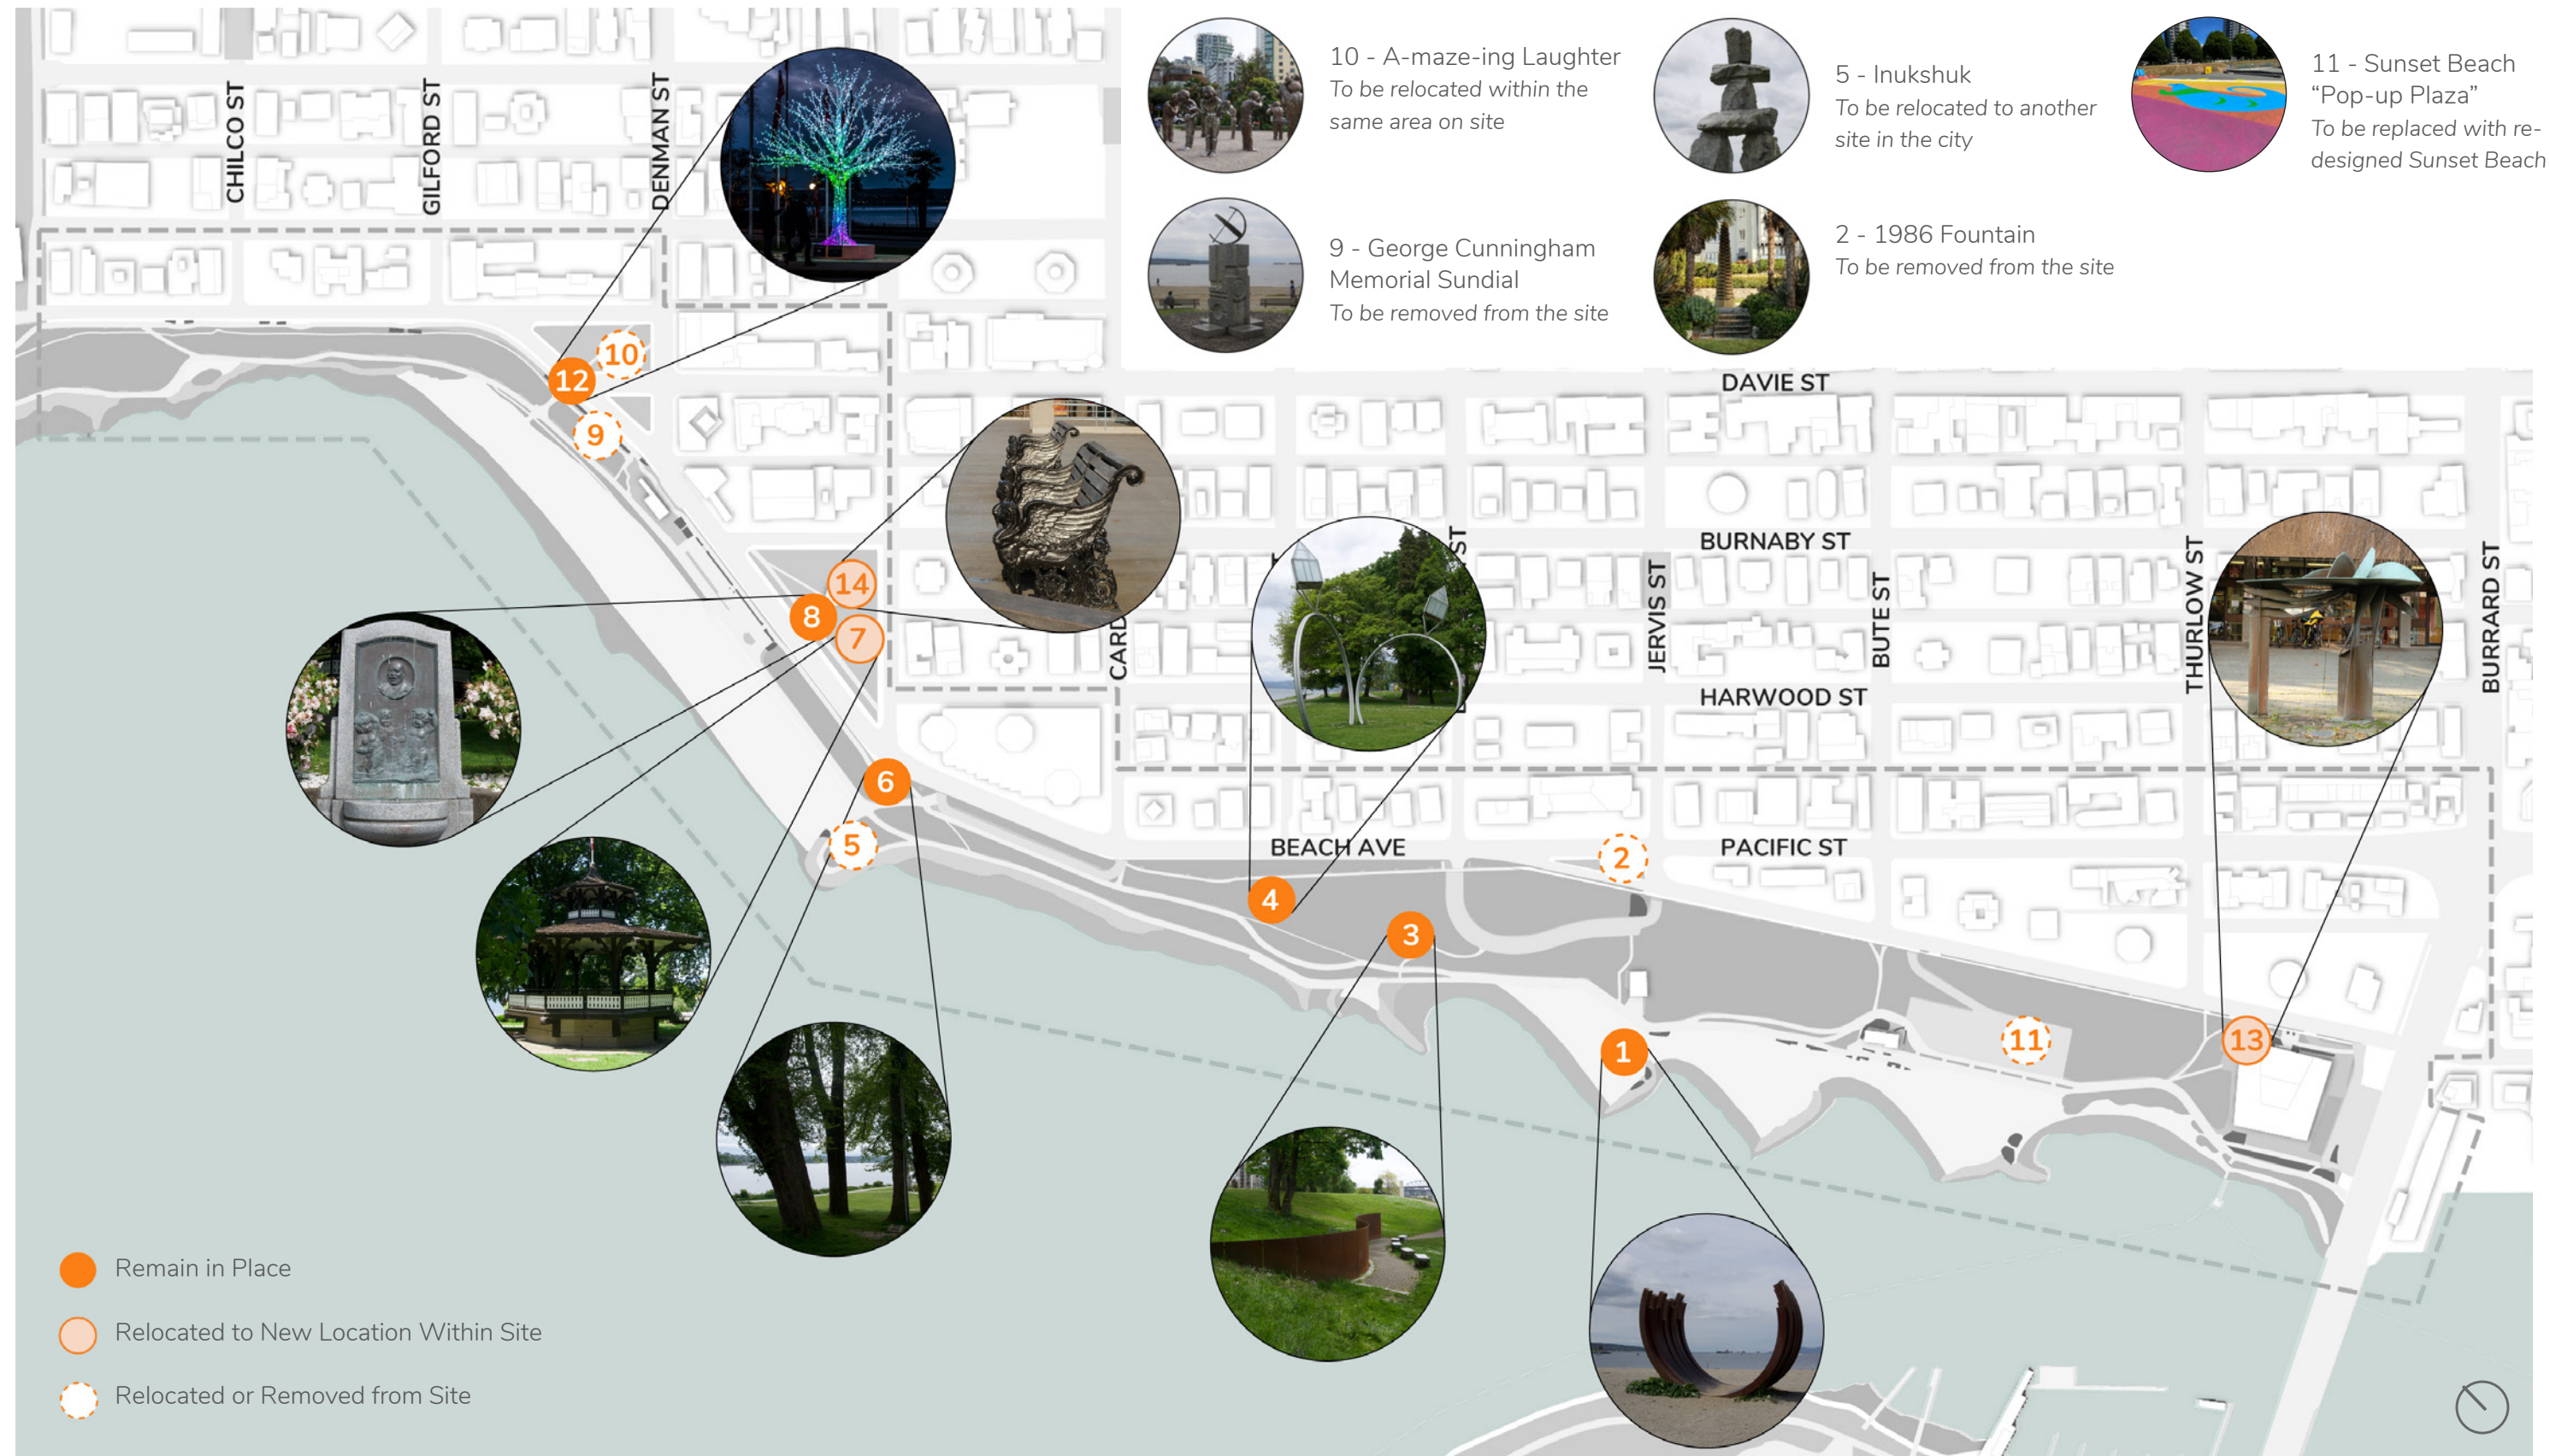 10 - A-maze-ing Laughter
To be relocated within the
same area on site
5 - Inukshuk
To be relocated to another
site in the city
11 - Sunset Beach
“Pop-up Plaza”
To be replaced with re-
designed Sunset Beach
9 - George Cunningham
Memorial Sundial
To be removed from the site
2 - 1986 Fountain
To be removed from the site
CHILCO ST
GILFORD ST
DENMAN ST
10
12
9
DAVIE ST
BURNABY ST
ST
JERVIS ST
BUTE ST
THURLOW ST
BURRARD ST
14
8
7
CARD
HARWOOD ST
6
5
BEACH AVE
2
PACIFIC ST
4
3
1
11
13
Remain in Place
Relocated to New Location Within Site
Relocated or Removed from Site